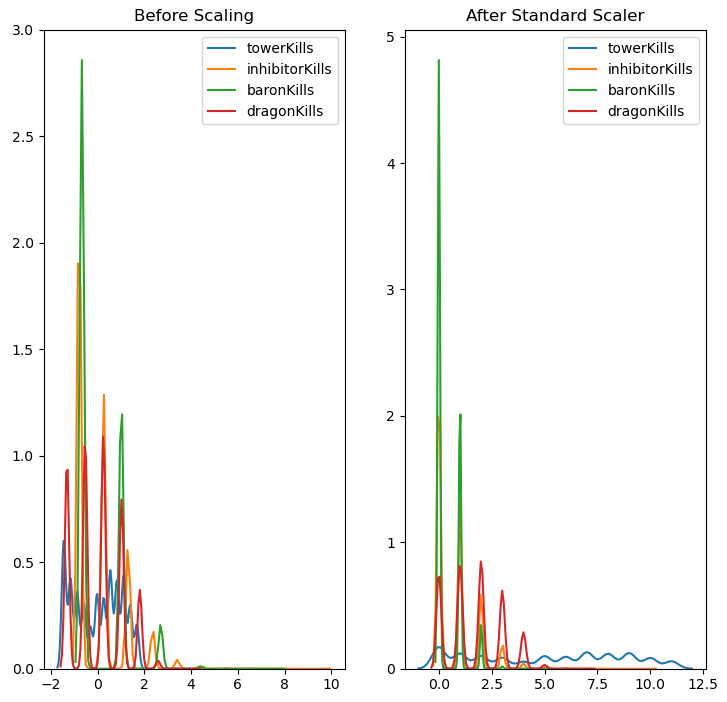 Before Scaling
3.0
2.5
2.0
1.5
1.0
0.5
0.0
−2
0
2
4
6
8
10
towerKills
inhibitorKills
baronKills
dragonKills
After Standard Scaler
5
4
3
2
1
0
0.0
2.5
5.0
7.5
10.0
12.5
towerKills
inhibitorKills
baronKills
dragonKills